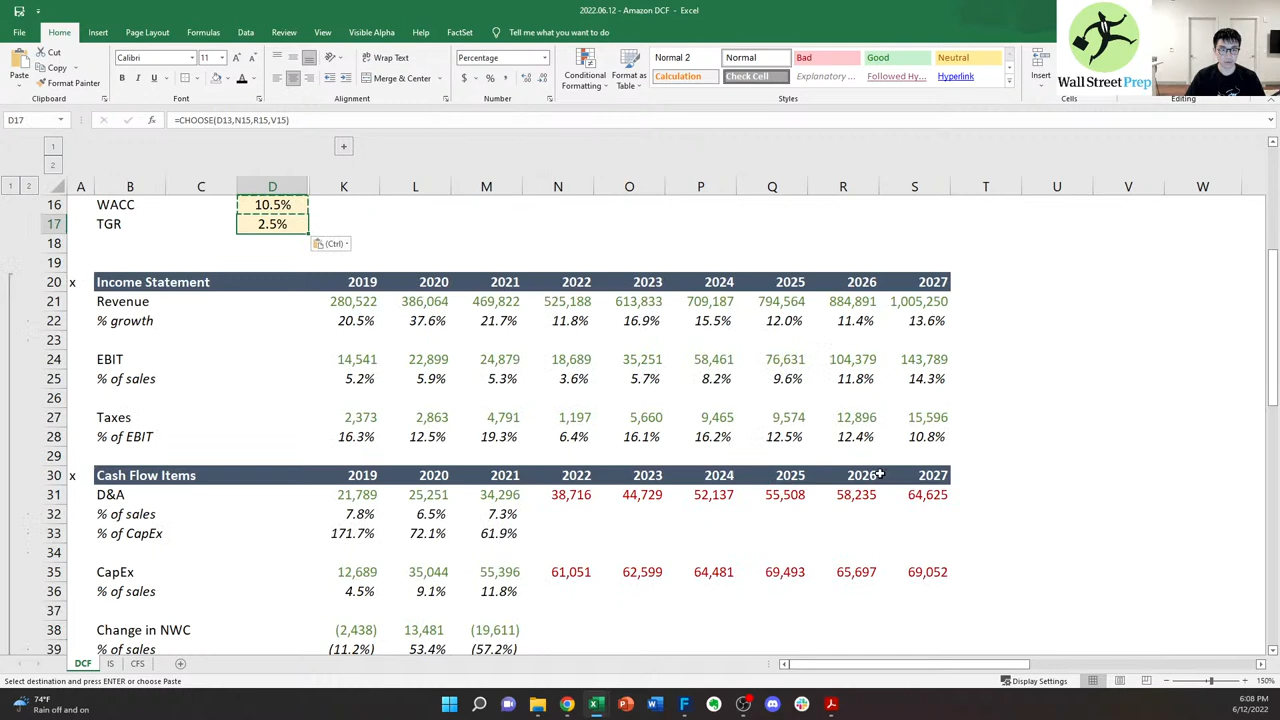 2022.06.12 - Amazon DCF - Excel
File Home Insert Page Layout Formulas Data Review View Visible Alpha Help FactSet Tell me what you want to do
Paste Cut Copy Format Painter
Calibri 11
B I U
Wrap Text
Merge & Center
Percentage
$ % ,
Conditional Formatting
Format as Table
Normal 2 Normal Bad Good Neutral
Calculation Check Cell Explanatory ... Followed Hy... Hyperlink
Insert
Clipboard Font Alignment Number Styles Cells Editing
WALL STREET PREP
D17 fx =CHOOSE(D13,N15,R15,V15)
1
2
1 2 A B C D K L M N O P Q R S T U V W
16 WACC 10.5%
17 TGR 2.5%
18 (Ctrl)
19
20 x Income Statement 2019 2020 2021 2022 2023 2024 2025 2026 2027
21 Revenue 280,522 386,064 469,822 525,188 613,833 709,187 794,564 884,891 1,005,250
22 % growth 20.5% 37.6% 21.7% 11.8% 16.9% 15.5% 12.0% 11.4% 13.6%
23
24 EBIT 14,541 22,899 24,879 18,689 35,251 58,461 76,631 104,379 143,789
25 % of sales 5.2% 5.9% 5.3% 3.6% 5.7% 8.2% 9.6% 11.8% 14.3%
26
27 Taxes 2,373 2,863 4,791 1,197 5,660 9,465 9,574 12,896 15,596
28 % of EBIT 16.3% 12.5% 19.3% 6.4% 16.1% 16.2% 12.5% 12.4% 10.8%
29
30 x Cash Flow Items 2019 2020 2021 2022 2023 2024 2025 2026 2027
31 D&A 21,789 25,251 34,296 38,716 44,729 52,137 55,508 58,235 64,625
32 % of sales 7.8% 6.5% 7.3%
33 % of CapEx 171.7% 72.1% 61.9%
34
35 CapEx 12,689 35,044 55,396 61,051 62,599 64,481 69,493 65,697 69,052
36 % of sales 4.5% 9.1% 11.8%
37
38 Change in NWC (2,438) 13,481 (19,611)
39 % of sales (11.2%) 53.4% (57.2%)
DCF IS CFS
Select destination and press ENTER or choose Paste Display Settings 150%
74°F
Rain off and on
6:08 PM
6/12/2022